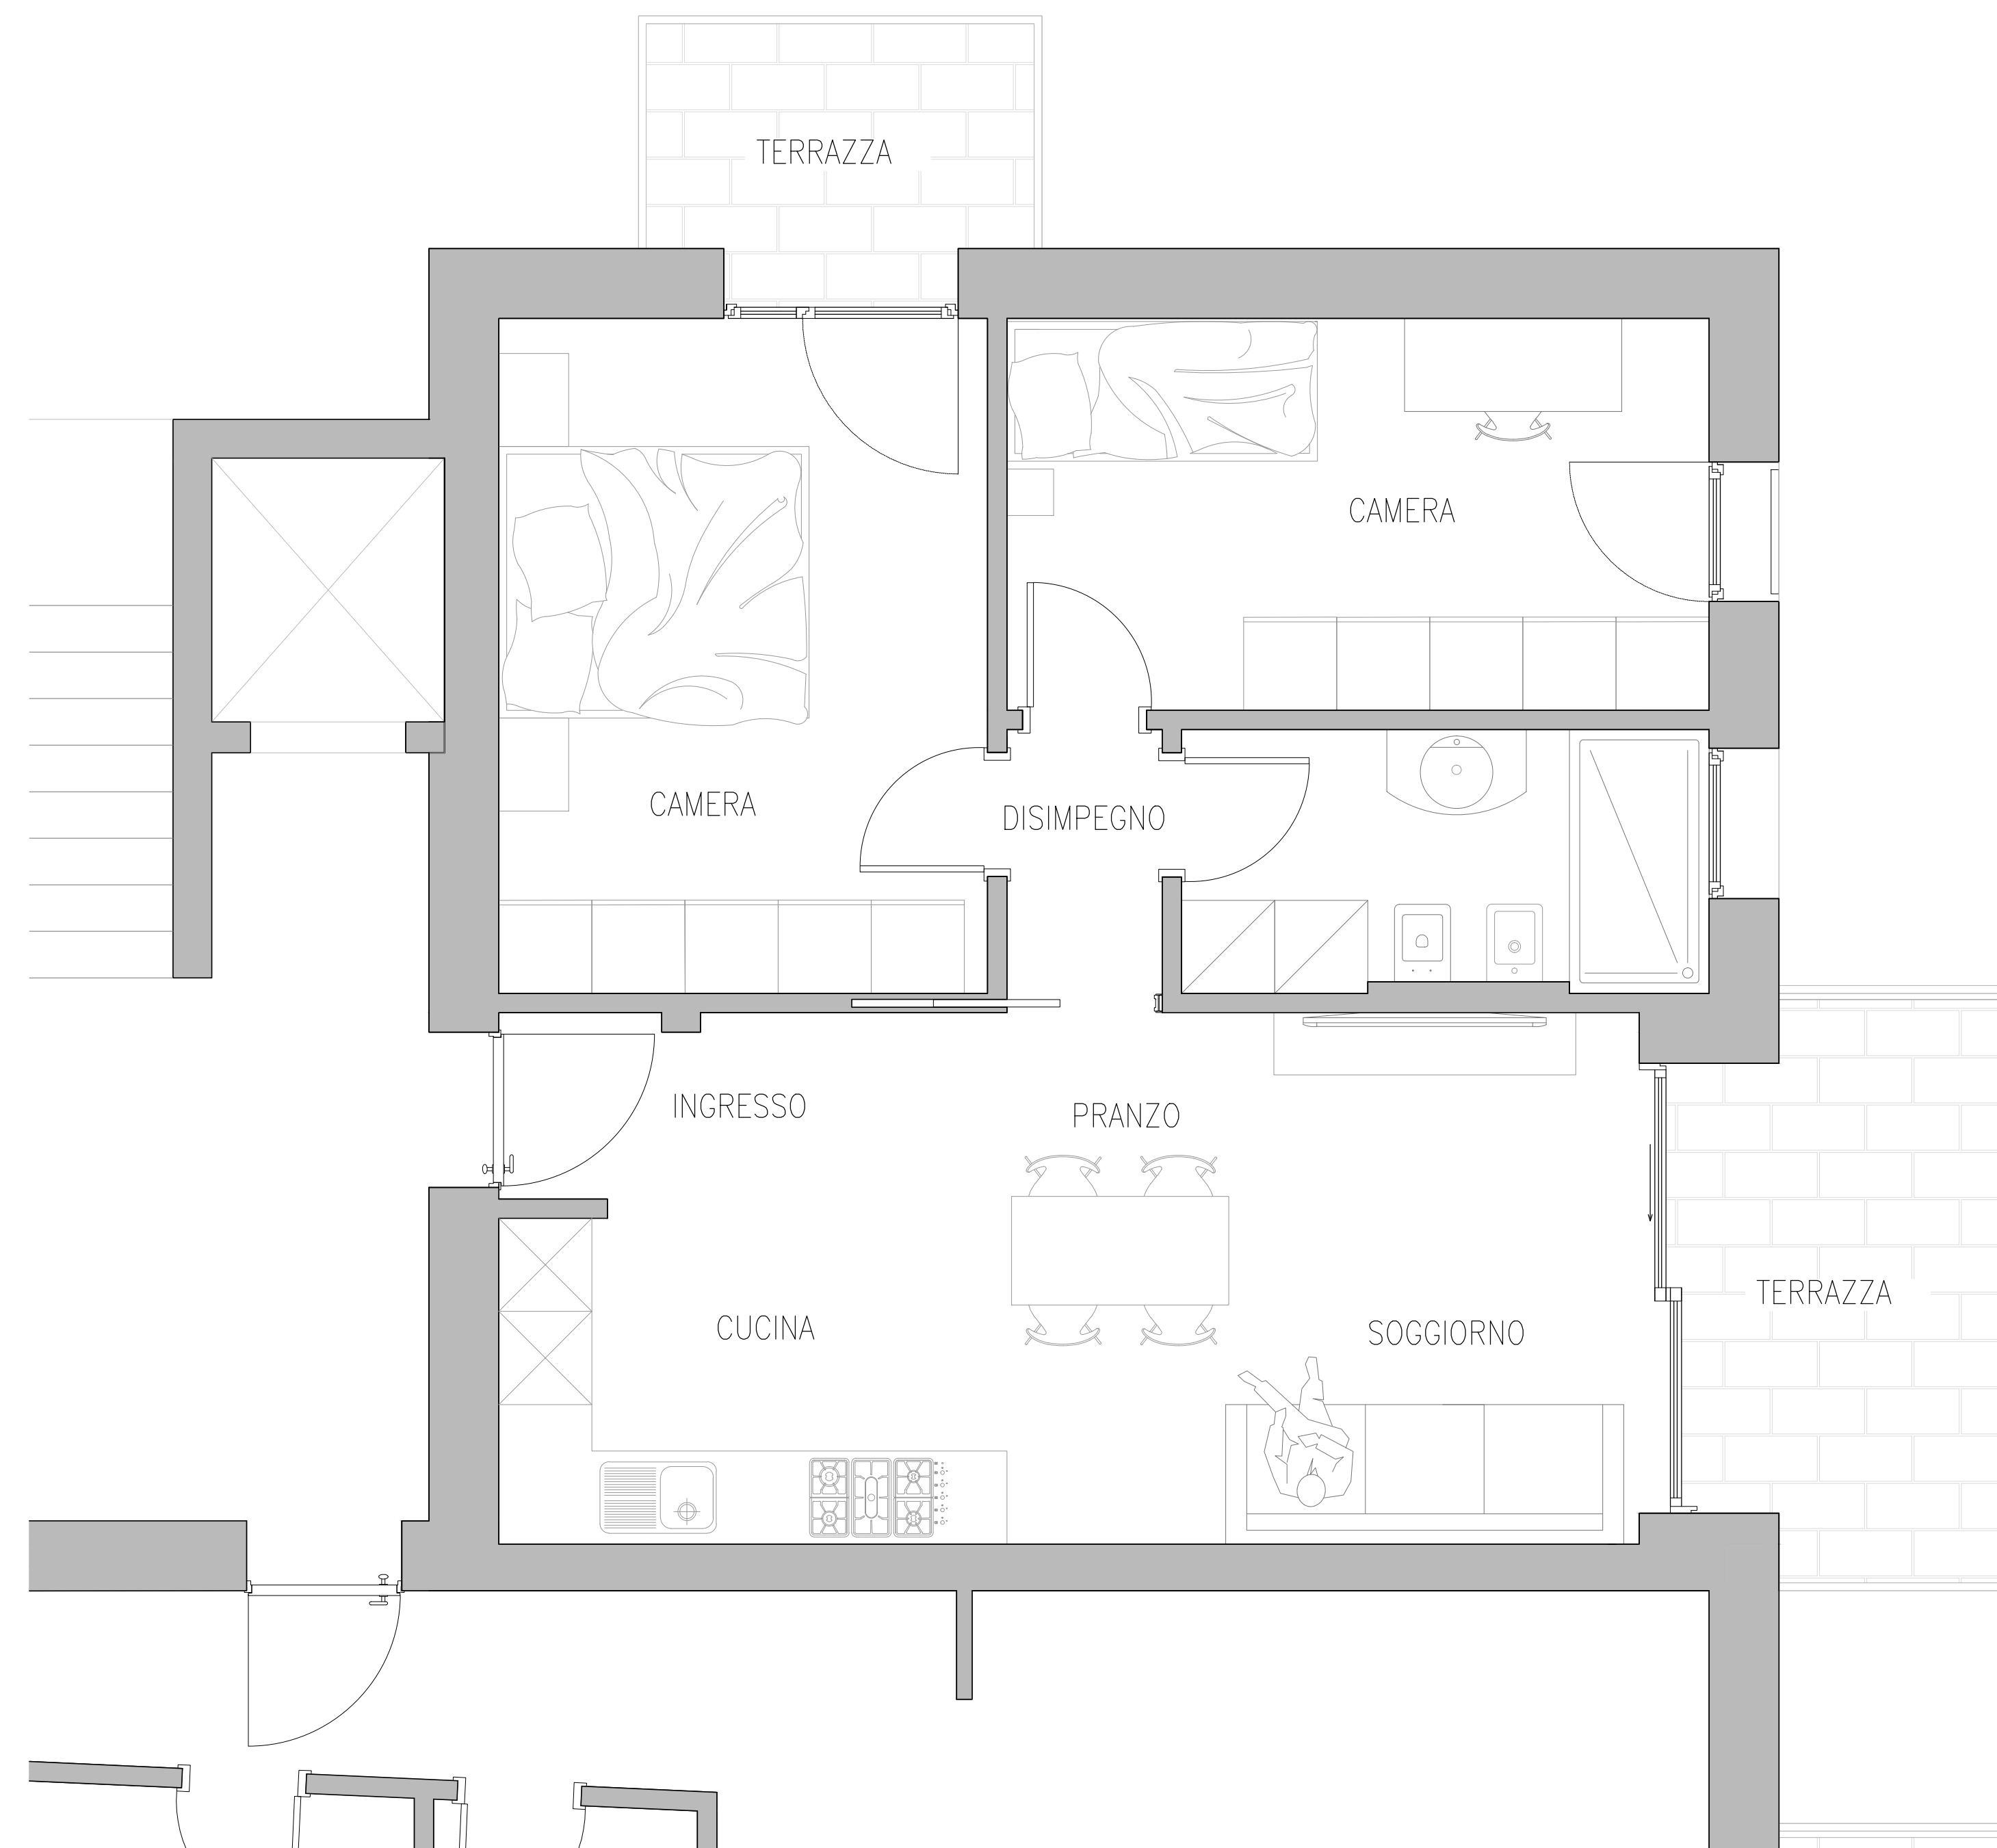 TERRAZZA
CAMERA
CAMERA
DISIMPEGNO
INGRESSO
PRANZO
TERRAZZA
CUCINA
SOGGIORNO